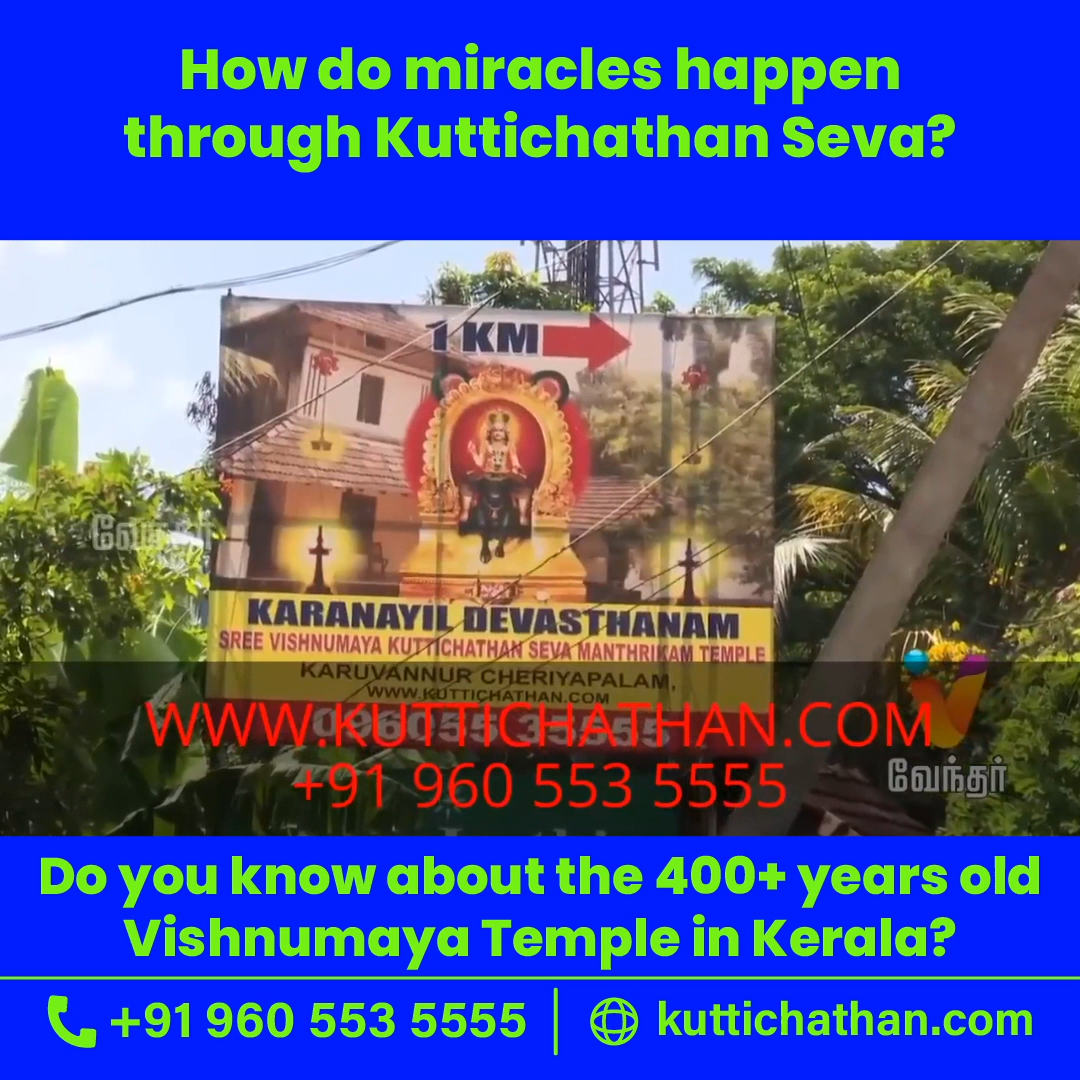 How do miracles happen
through Kuttichathan Seva?
1 KM
வேந்தர்
KARANAYIL DEVASTHANAM
SREE VISHNUMAYA KUTTICHATHAN SEVA MANTHRIKAM TEMPLE
KARUVANNUR CHERIYAPALAM,
WWW.KUTTICHATHAN.COM
WWW.KUTTICHATHAN.COM
+91 960 553 5555
வேந்தர்
Do you know about the 400+ years old
Vishnumaya Temple in Kerala?
+91 960 553 5555
kuttichathan.com